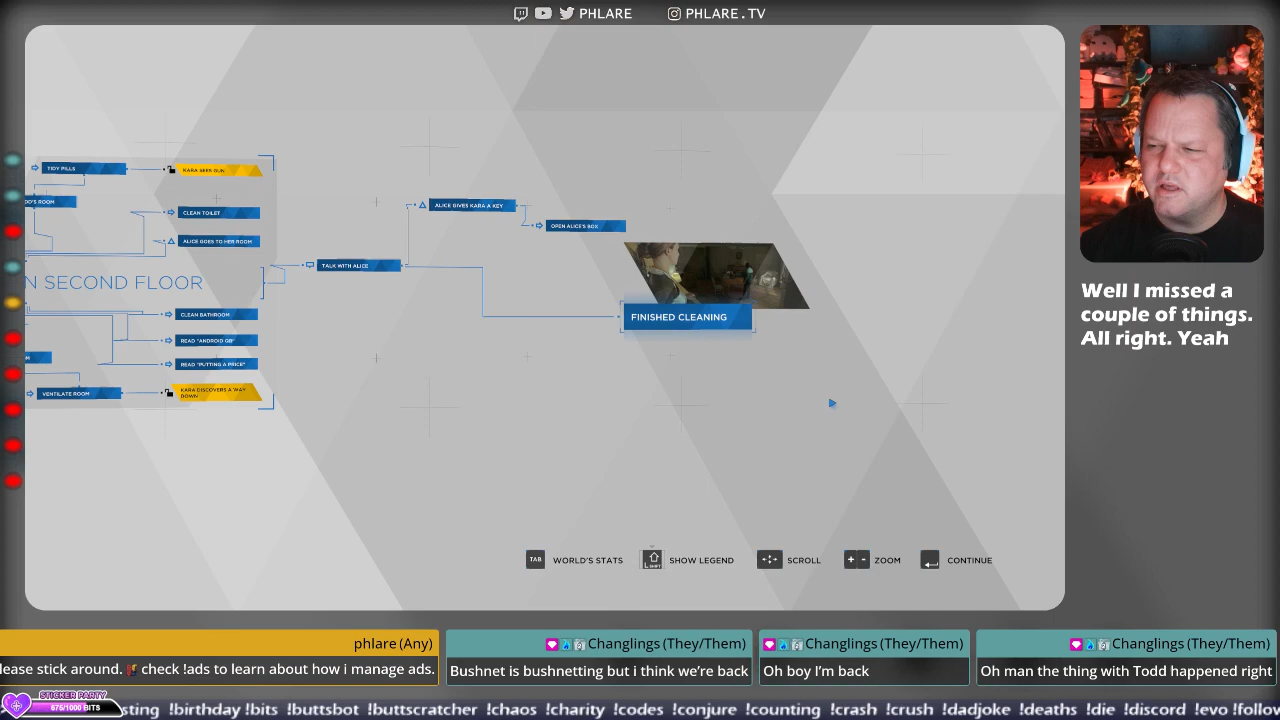 PHLARE
PHLARE.TV
TIDY PILLS
KARA SEES GUN
DD'S ROOM
CLEAN TOILET
ALICE GOES TO HER ROOM
N SECOND FLOOR
ALICE GIVES KARA A KEY
OPEN ALICE'S BOX
TALK WITH ALICE
FINISHED CLEANING
CLEAN BATHROOM
READ "ANDROID QB"
READ "PUTTING A PRICE"
VENTILATE ROOM
KARA DISCOVERS A WAY
DOWN
TAB WORLD'S STATS
L SHIFT SHOW LEGEND
SCROLL
+ - ZOOM
CONTINUE
Well I missed a
couple of things.
All right. Yeah
phlare (Any)
lease stick around. check !ads to learn about how i manage ads.
Changlings (They/Them)
Bushnet is bushnetting but i think we're back
Changlings (They/Them)
Oh boy I'm back
Changlings (They/Them)
Oh man the thing with Todd happened right
STICKER PARTY
675/1000 BITS
sting !birthday !bits !buttsbot !buttscratcher !charity !codes !conjure !counting !crash !crush !dadjoke !deaths !die !discord !evo !follow